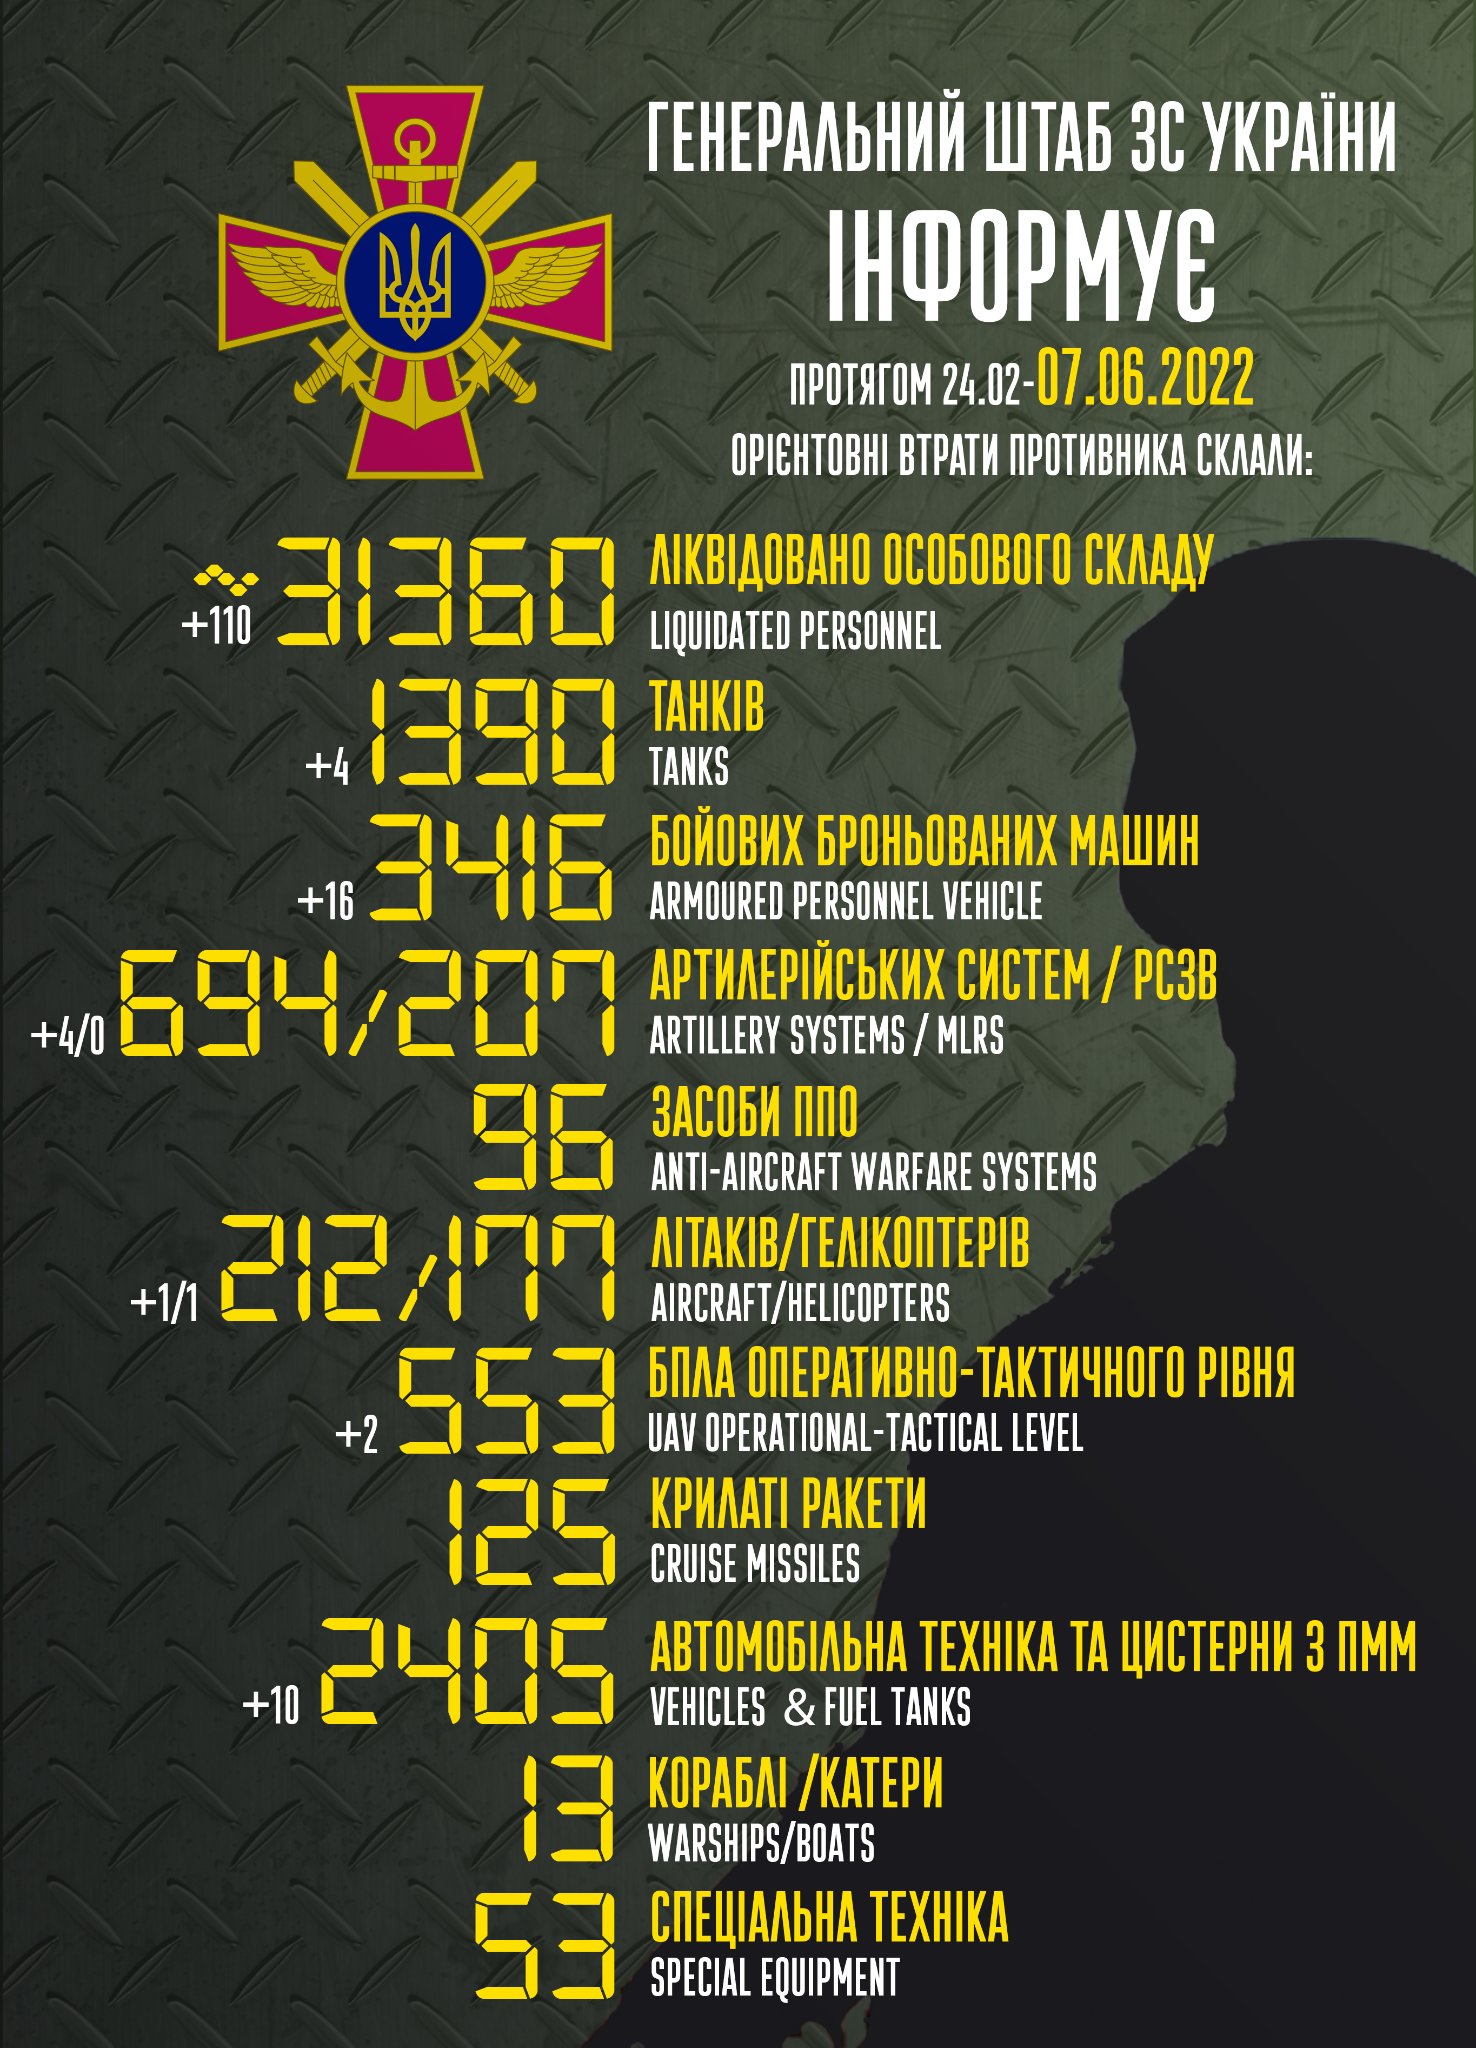 ГЕНЕРАЛЬНИЙ ШТАБ ЗС УКРАЇНИ
ІНФОРМУЄ
ПРОТЯГОМ 24.02-07.06.2022
ОРІЄНТОВНІ ВТРАТИ ПРОТИВНИКА СКЛАЛИ:
+110 ~31360 ЛІКВІДОВАНО ОСОБОВОГО СКЛАДУ
LIQUIDATED PERSONNEL
+4 1390 ТАНКІВ
TANKS
+16 3416 БОЙОВИХ БРОНЬОВАНИХ МАШИН
ARMOURED PERSONNEL VEHICLE
+4/0 694/207 АРТИЛЕРІЙСЬКИХ СИСТЕМ / РСЗВ
ARTILLERY SYSTEMS / MLRS
96 ЗАСОБИ ППО
ANTI-AIRCRAFT WARFARE SYSTEMS
+1/1 212/177 ЛІТАКІВ/ГЕЛІКОПТЕРІВ
AIRCRAFT/HELICOPTERS
+2 553 БПЛА ОПЕРАТИВНО-ТАКТИЧНОГО РІВНЯ
UAV OPERATIONAL-TACTICAL LEVEL
125 КРИЛАТІ РАКЕТИ
CRUISE MISSILES
+10 2405 АВТОМОБІЛЬНА ТЕХНІКА ТА ЦИСТЕРНИ З ПММ
VEHICLES & FUEL TANKS
13 КОРАБЛІ /КАТЕРИ
WARSHIPS/BOATS
53 СПЕЦІАЛЬНА ТЕХНІКА
SPECIAL EQUIPMENT